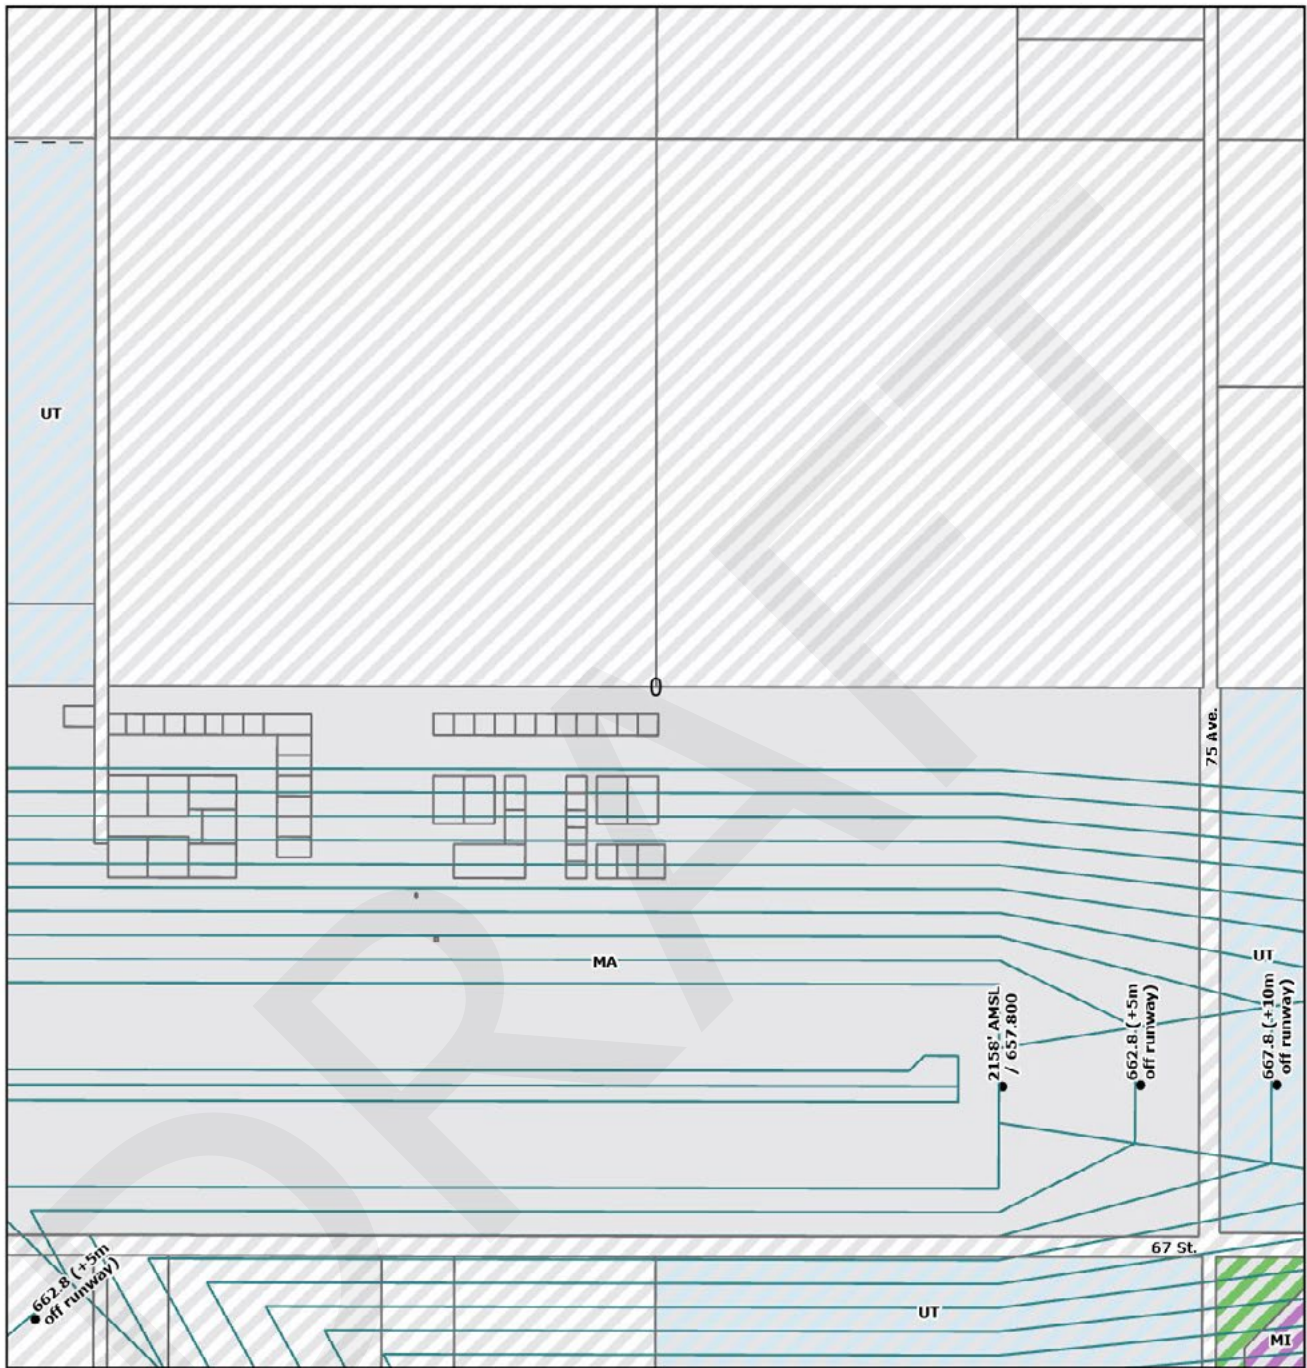 UT
0
75 Ave.
MA
UT
2158' AMSL
/ 657.800
662.8 (+5m
off runway)
667.8 (+10m
off runway)
67 St.
662.8 (+5m
off runway)
UT
MI
DRAFT